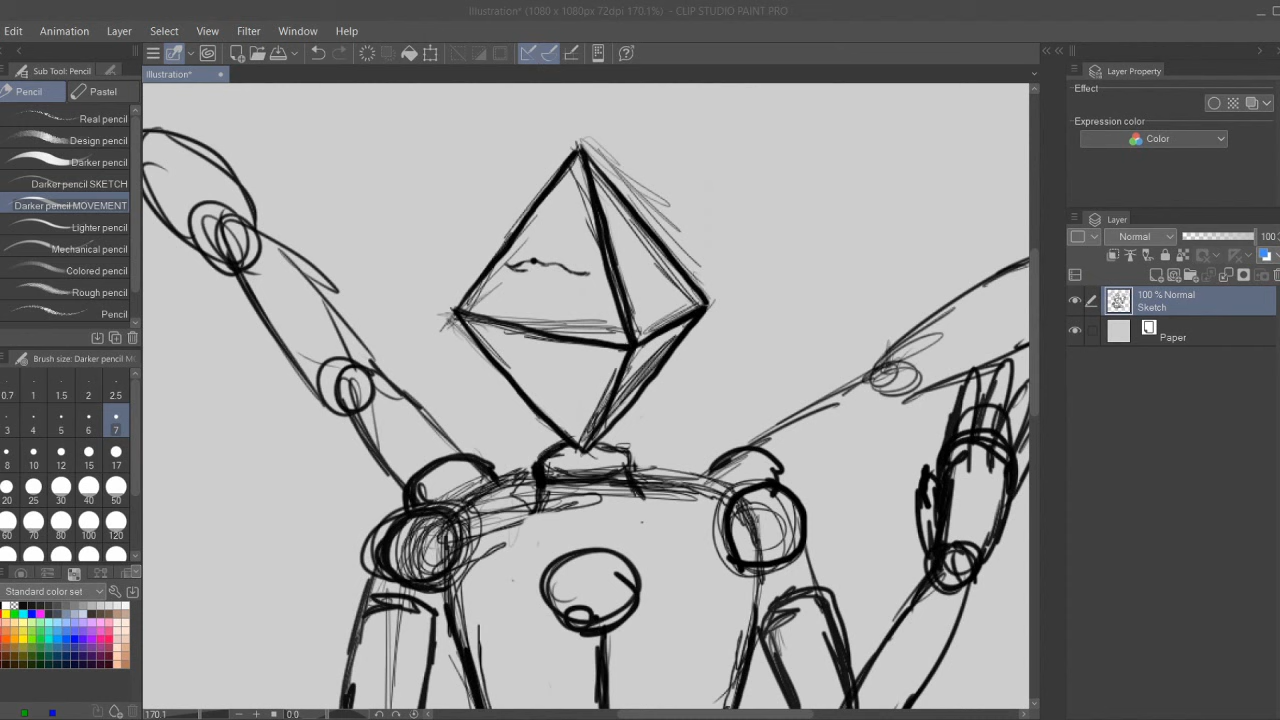 Illustration* (1080 x 1080px 72dpi 170.1%) - CLIP STUDIO PAINT PRO
Edit Animation Layer Select View Filter Window Help
Sub Tool: Pencil
Illustration*
Pencil Pastel
Real pencil
Design pencil
Darker pencil
Darker pencil SKETCH
Darker pencil MOVEMENT
Lighter pencil
Mechanical pencil
Colored pencil
Rough pencil
Pencil
Brush size: Darker pencil MO
0.7 1 1.5 2 2.5
3 4 5 6 7
8 10 12 15 17
20 25 30 40 50
60 70 80 100 120
Standard color set
170.1 0.0
Layer Property
Effect
Expression color
Color
Layer
Normal 100
100 % Normal
Sketch
Paper